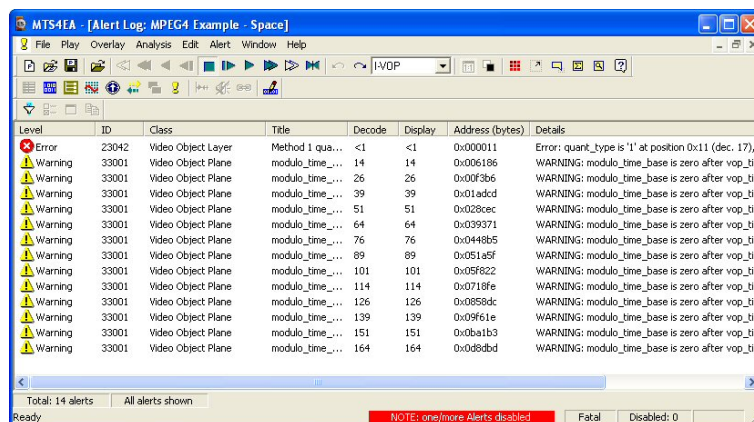 MTS4EA - [Alert Log: MPEG4 Example - Space]
File Play Overlay Analysis Edit Alert Window Help
I-VOP
Level ID Class Title Decode Display Address (bytes) Details
Error 23042 Video Object Layer Method 1 qua... <1 <1 0x000011 Error: quant_type is '1' at position 0x11 (dec. 17),
Warning 33001 Video Object Plane modulo_time_... 14 14 0x006186 WARNING: modulo_time_base is zero after vop_ti
Warning 33001 Video Object Plane modulo_time_... 26 26 0x00f3b6 WARNING: modulo_time_base is zero after vop_ti
Warning 33001 Video Object Plane modulo_time_... 39 39 0x01adcd WARNING: modulo_time_base is zero after vop_ti
Warning 33001 Video Object Plane modulo_time_... 51 51 0x028cec WARNING: modulo_time_base is zero after vop_ti
Warning 33001 Video Object Plane modulo_time_... 64 64 0x039371 WARNING: modulo_time_base is zero after vop_ti
Warning 33001 Video Object Plane modulo_time_... 76 76 0x0448b5 WARNING: modulo_time_base is zero after vop_ti
Warning 33001 Video Object Plane modulo_time_... 89 89 0x051a5f WARNING: modulo_time_base is zero after vop_ti
Warning 33001 Video Object Plane modulo_time_... 101 101 0x05f822 WARNING: modulo_time_base is zero after vop_ti
Warning 33001 Video Object Plane modulo_time_... 114 114 0x0718fe WARNING: modulo_time_base is zero after vop_ti
Warning 33001 Video Object Plane modulo_time_... 126 126 0x0858dc WARNING: modulo_time_base is zero after vop_ti
Warning 33001 Video Object Plane modulo_time_... 139 139 0x09f61e WARNING: modulo_time_base is zero after vop_ti
Warning 33001 Video Object Plane modulo_time_... 151 151 0x0ba1b3 WARNING: modulo_time_base is zero after vop_ti
Warning 33001 Video Object Plane modulo_time_... 164 164 0x0d8dbd WARNING: modulo_time_base is zero after vop_ti
Total: 14 alerts All alerts shown
Ready NOTE: one/more Alerts disabled Fatal Disabled: 0